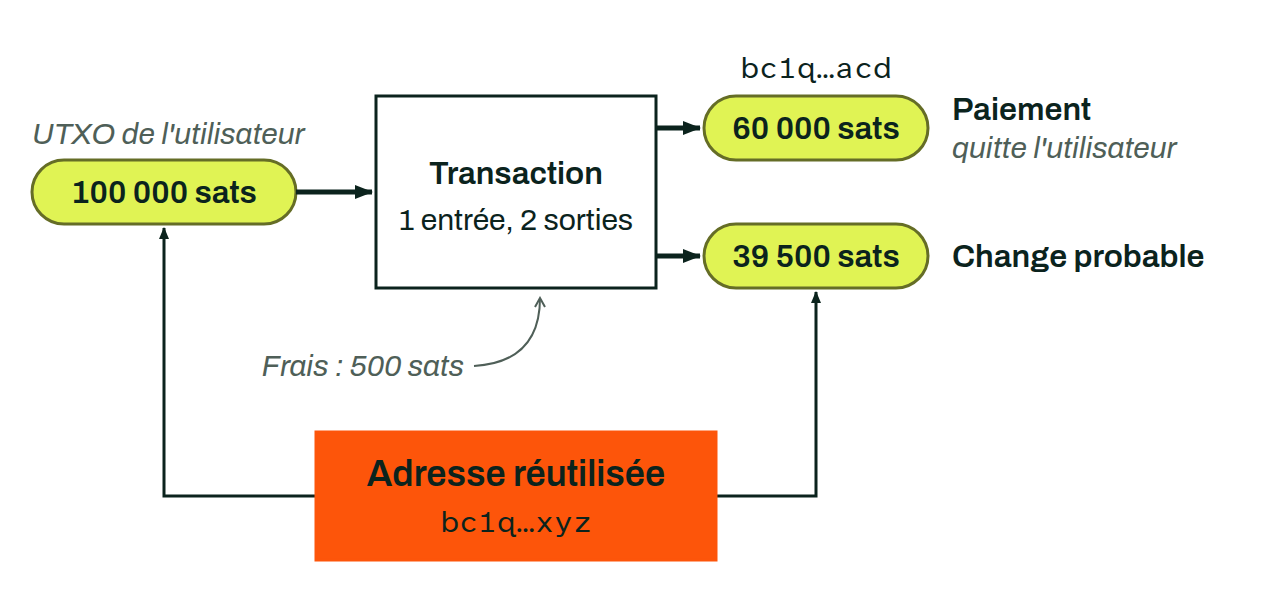 bc1q…acd
UTXO de l'utilisateur
100 000 sats
Transaction
1 entrée, 2 sorties
60 000 sats
Paiement
quitte l'utilisateur
39 500 sats
Change probable
Frais : 500 sats
Adresse réutilisée
bc1q…xyz